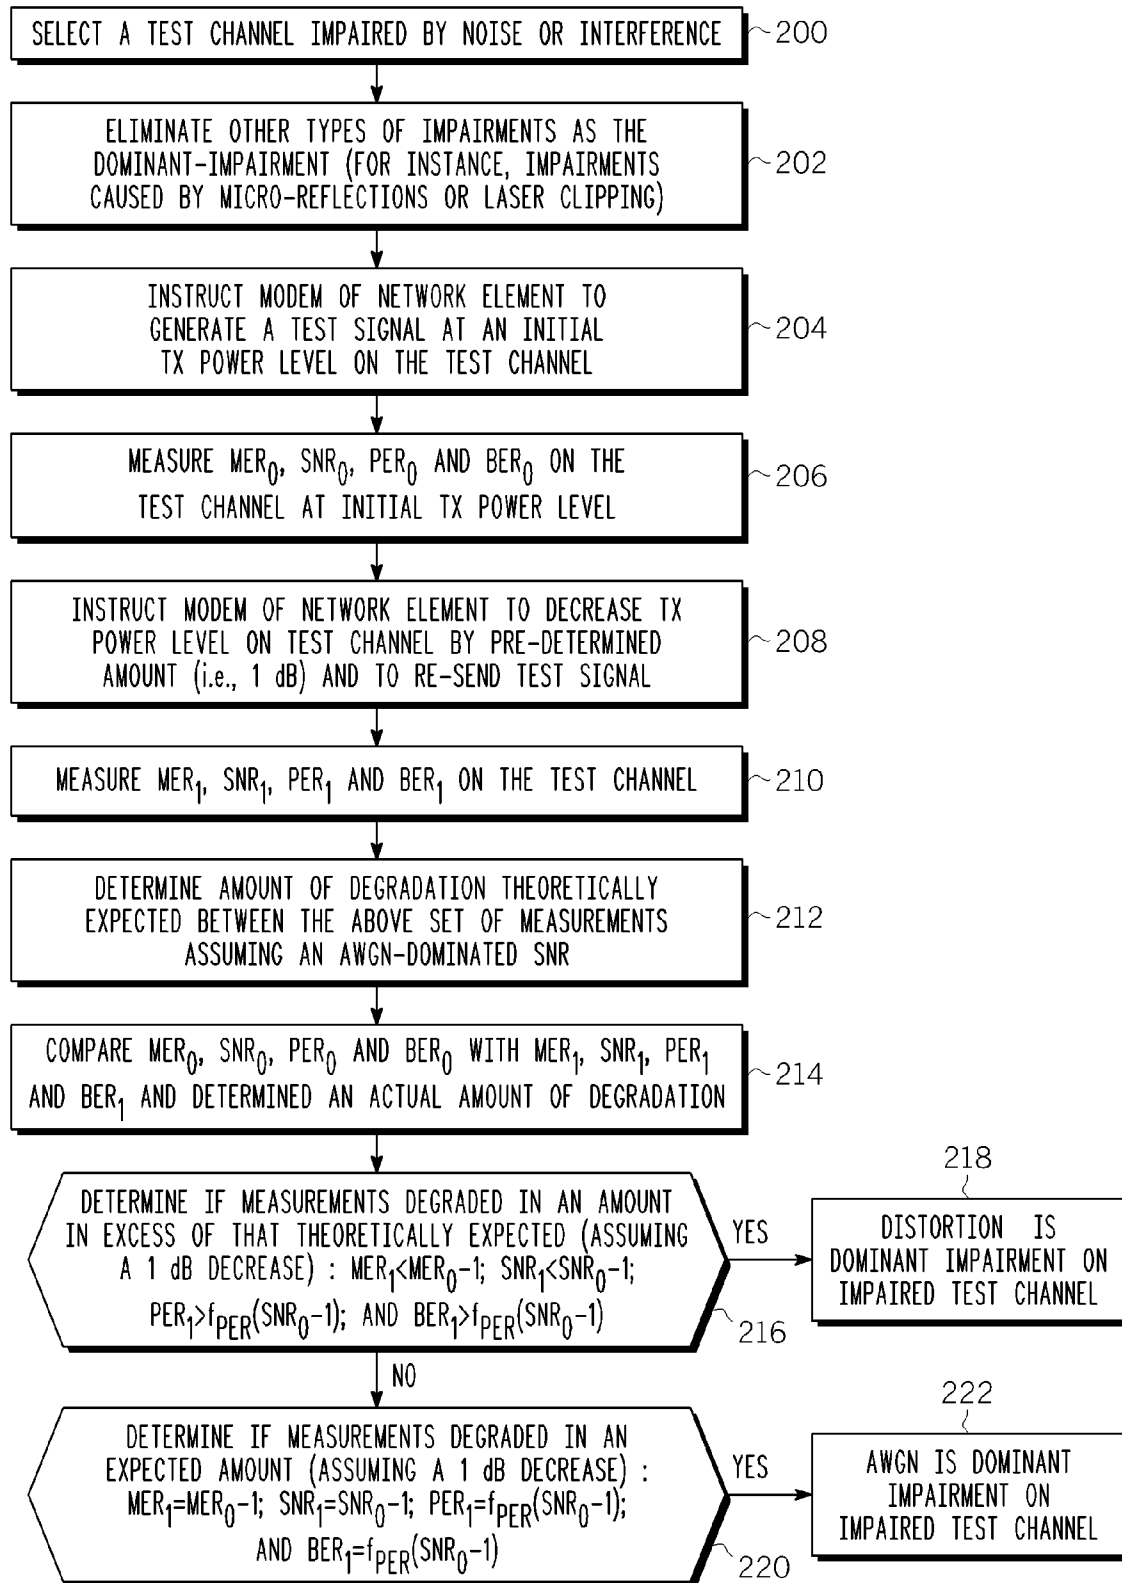 SELECT A TEST CHANNEL IMPAIRED BY NOISE OR INTERFERENCE
200
ELIMINATE OTHER TYPES OF IMPAIRMENTS AS THE
DOMINANT-IMPAIRMENT (FOR INSTANCE, IMPAIRMENTS
CAUSED BY MICRO-REFLECTIONS OR LASER CLIPPING)
202
INSTRUCT MODEM OF NETWORK ELEMENT TO
GENERATE A TEST SIGNAL AT AN INITIAL
TX POWER LEVEL ON THE TEST CHANNEL
204
MEASURE MER0, SNR0, PER0 AND BER0 ON THE
TEST CHANNEL AT INITIAL TX POWER LEVEL
206
INSTRUCT MODEM OF NETWORK ELEMENT TO DECREASE TX
POWER LEVEL ON TEST CHANNEL BY PRE-DETERMINED
AMOUNT (i.e., 1 dB) AND TO RE-SEND TEST SIGNAL
208
MEASURE MER1, SNR1, PER1 AND BER1 ON THE TEST CHANNEL
210
DETERMINE AMOUNT OF DEGRADATION THEORETICALLY
EXPECTED BETWEEN THE ABOVE SET OF MEASUREMENTS
ASSUMING AN AWGN-DOMINATED SNR
212
COMPARE MER0, SNR0, PER0 AND BER0 WITH MER1, SNR1, PER1
AND BER1 AND DETERMINED AN ACTUAL AMOUNT OF DEGRADATION
214
DETERMINE IF MEASUREMENTS DEGRADED IN AN AMOUNT
IN EXCESS OF THAT THEORETICALLY EXPECTED (ASSUMING
A 1 dB DECREASE) : MER1<MER0-1; SNR1<SNR0-1;
PER1>fPER(SNR0-1); AND BER1>fPER(SNR0-1)
216
YES
218
DISTORTION IS
DOMINANT IMPAIRMENT ON
IMPAIRED TEST CHANNEL
NO
DETERMINE IF MEASUREMENTS DEGRADED IN AN
EXPECTED AMOUNT (ASSUMING A 1 dB DECREASE) :
MER1=MER0-1; SNR1=SNR0-1; PER1=fPER(SNR0-1);
AND BER1=fPER(SNR0-1)
220
YES
222
AWGN IS DOMINANT
IMPAIRMENT ON
IMPAIRED TEST CHANNEL